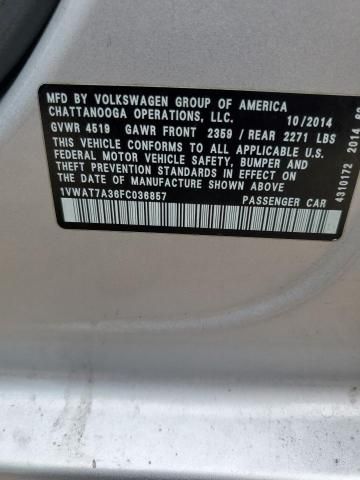 MFD BY VOLKSWAGEN GROUP OF AMERICA
CHATTANOOGA OPERATIONS, LLC. 10/2014
GVWR 4519 GAWR FRONT 2359 / REAR 2271 LBS
THIS VEHICLE CONFORMS TO ALL APPLICABLE U.S.
FEDERAL MOTOR VEHICLE SAFETY, BUMPER AND
THEFT PREVENTION STANDARDS IN EFFECT ON THE
DATE OF MANUFACTURE SHOWN ABOVE.
1VWAT7A36FC036857 PASSENGER CAR
4310172 2014